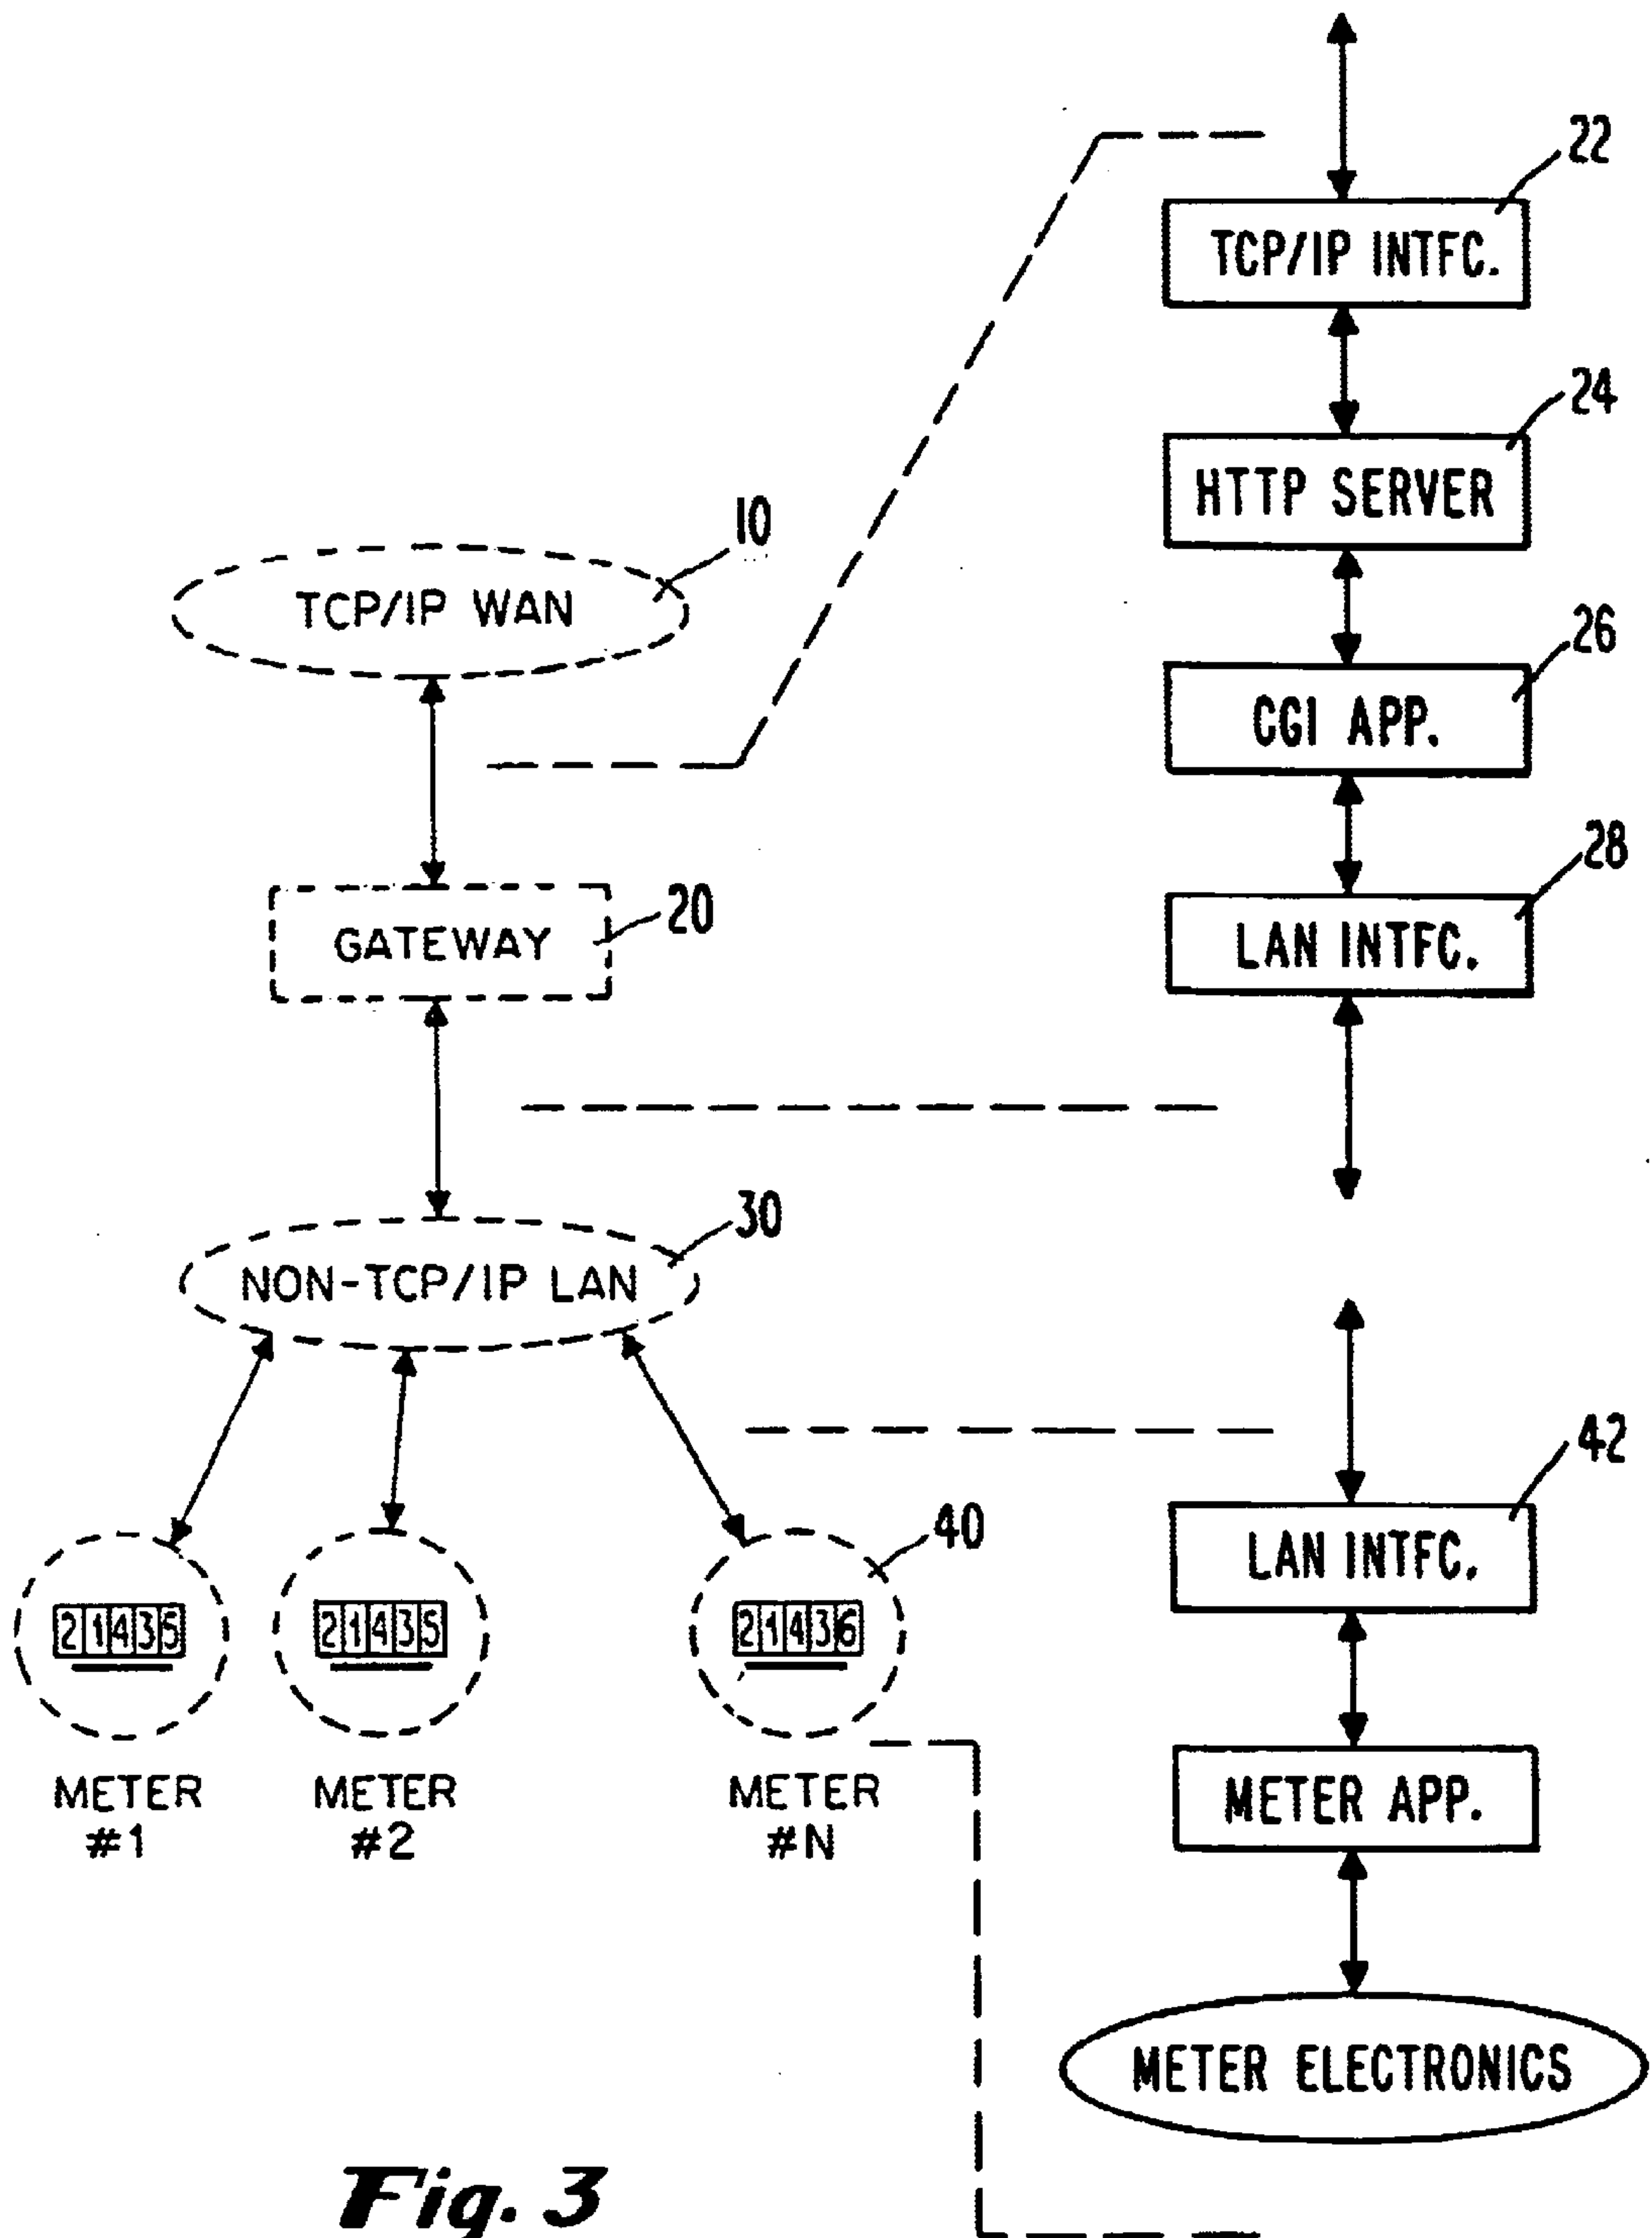 22
TCP/IP INTFC.
24
HTTP SERVER
10
TCP/IP WAN
26
CGI APP.
28
20
GATEWAY
LAN INTFC.
30
NON-TCP/IP LAN
42
40
LAN INTFC.
21435
21435
21436
METER
#1
METER
#2
METER
#N
METER APP.
METER ELECTRONICS
Fig. 3